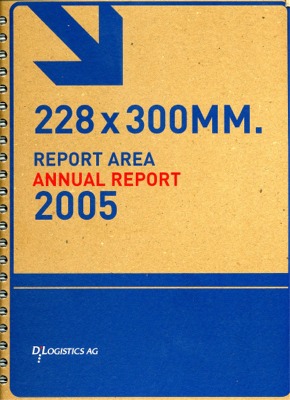 228 x 300MM.
REPORT AREA
ANNUAL REPORT
2005
D.LOGISTICS AG